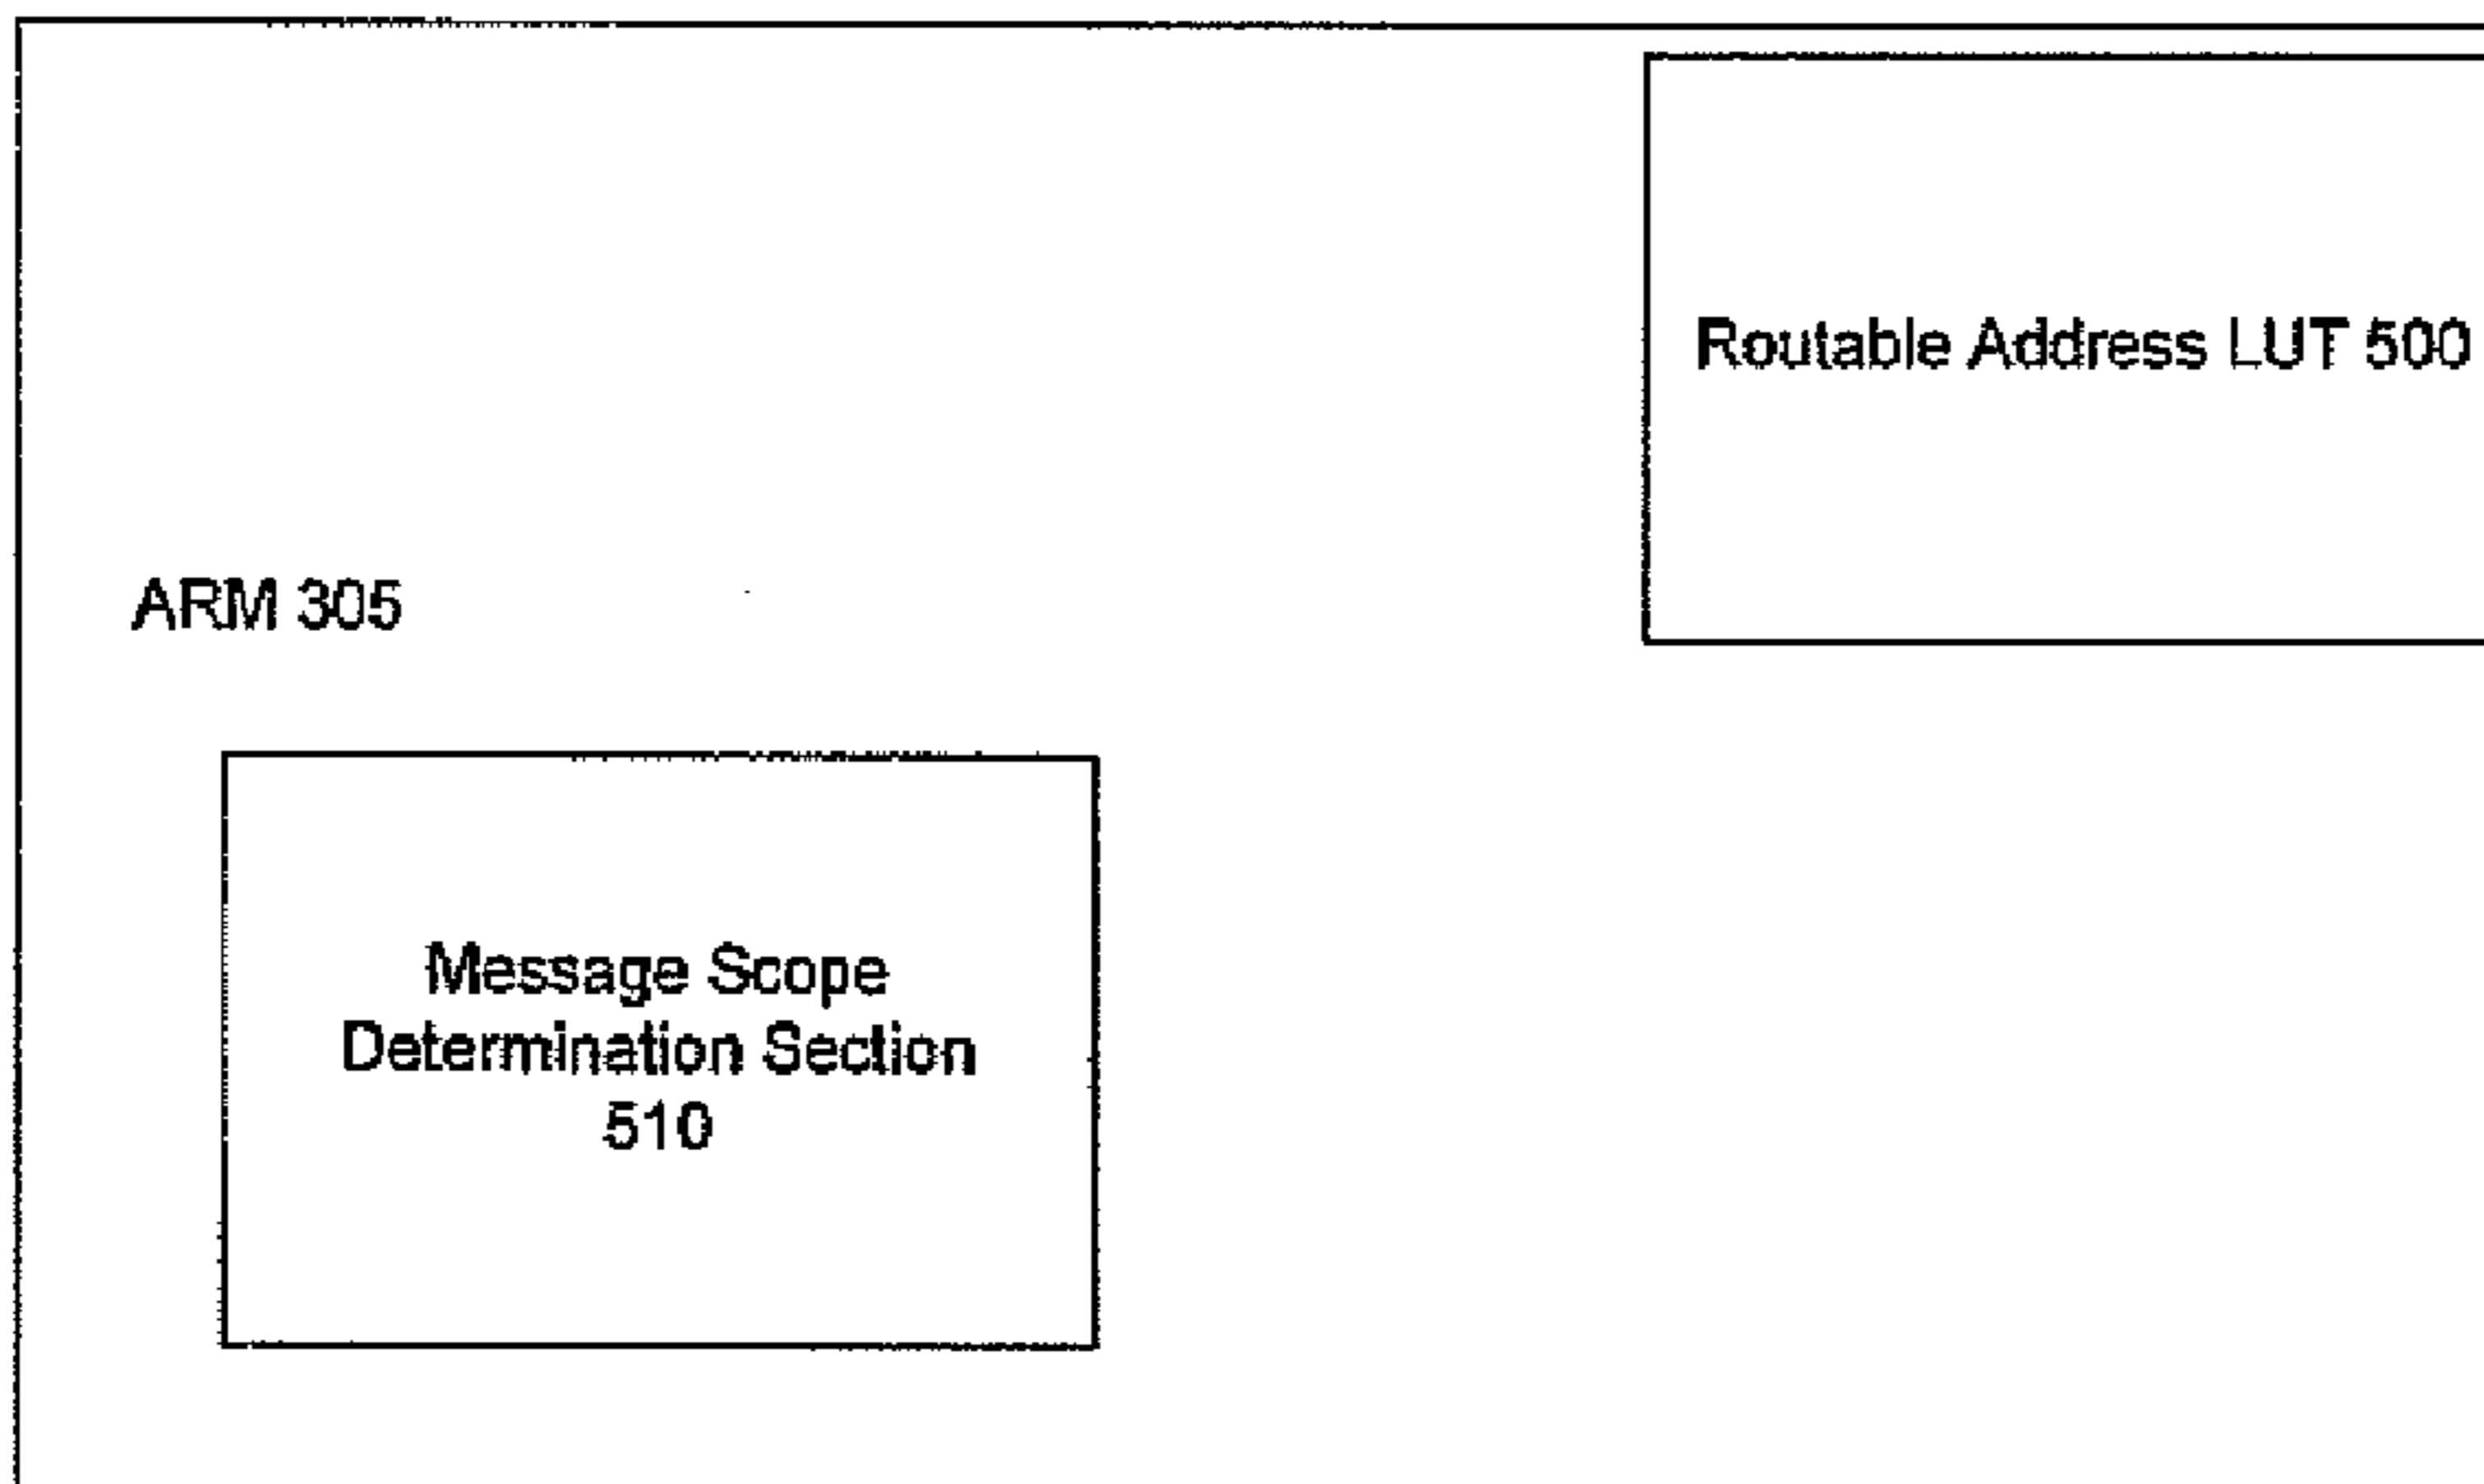 Routable Address LUT 500
ARM 305
Message Scope
Determination Section
510